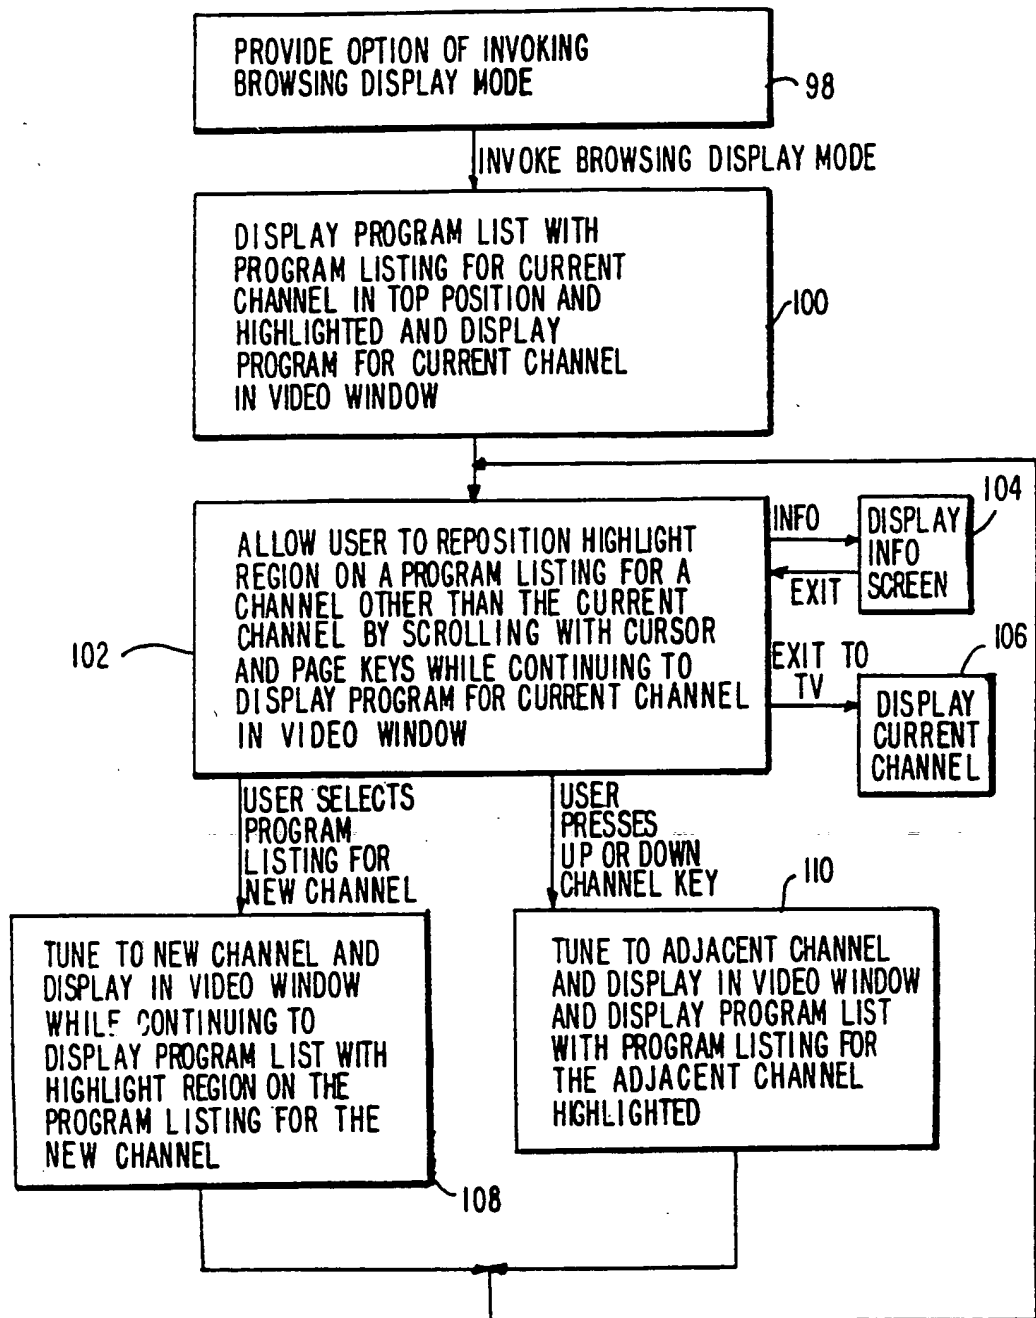 PROVIDE OPTION OF INVOKING
BROWSING DISPLAY MODE
98
INVOKE BROWSING DISPLAY MODE
DISPLAY PROGRAM LIST WITH
PROGRAM LISTING FOR CURRENT
CHANNEL IN TOP POSITION AND
HIGHLIGHTED AND DISPLAY
PROGRAM FOR CURRENT CHANNEL
IN VIDEO WINDOW
100
ALLOW USER TO REPOSITION HIGHLIGHT
REGION ON A PROGRAM LISTING FOR A
CHANNEL OTHER THAN THE CURRENT
CHANNEL BY SCROLLING WITH CURSOR
AND PAGE KEYS WHILE CONTINUING TO
DISPLAY PROGRAM FOR CURRENT CHANNEL
IN VIDEO WINDOW
102
INFO
EXIT
DISPLAY
INFO
SCREEN
104
EXIT TO
TV
DISPLAY
CURRENT
CHANNEL
106
USER SELECTS
PROGRAM
LISTING FOR
NEW CHANNEL
USER
PRESSES
UP OR DOWN
CHANNEL KEY
TUNE TO NEW CHANNEL AND
DISPLAY IN VIDEO WINDOW
WHILE CONTINUING TO
DISPLAY PROGRAM LIST WITH
HIGHLIGHT REGION ON THE
PROGRAM LISTING FOR THE
NEW CHANNEL
108
TUNE TO ADJACENT CHANNEL
AND DISPLAY IN VIDEO WINDOW
AND DISPLAY PROGRAM LIST
WITH PROGRAM LISTING FOR
THE ADJACENT CHANNEL
HIGHLIGHTED
110